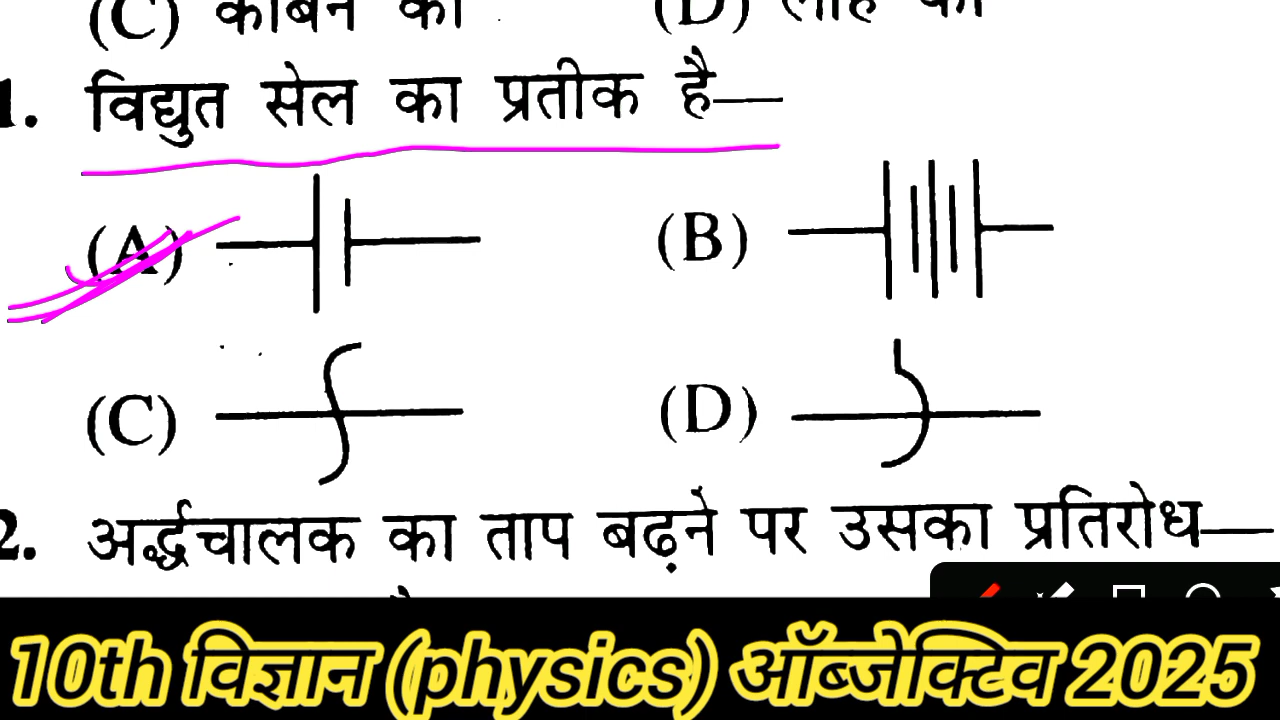 (C) कार्बन का (D) लोहे का
1. विद्युत सेल का प्रतीक है—
(A) (B)
(C) (D)
2. अर्द्धचालक का ताप बढ़ने पर उसका प्रतिरोध—
10th विज्ञान (physics) ऑब्जेक्टिव 2025